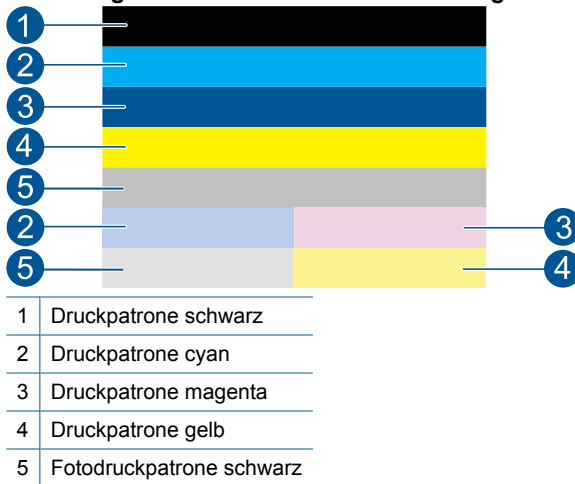 1
2
3
4
5
2 3
5 4
1 Druckpatrone schwarz
2 Druckpatrone cyan
3 Druckpatrone magenta
4 Druckpatrone gelb
5 Fotodruckpatrone schwarz